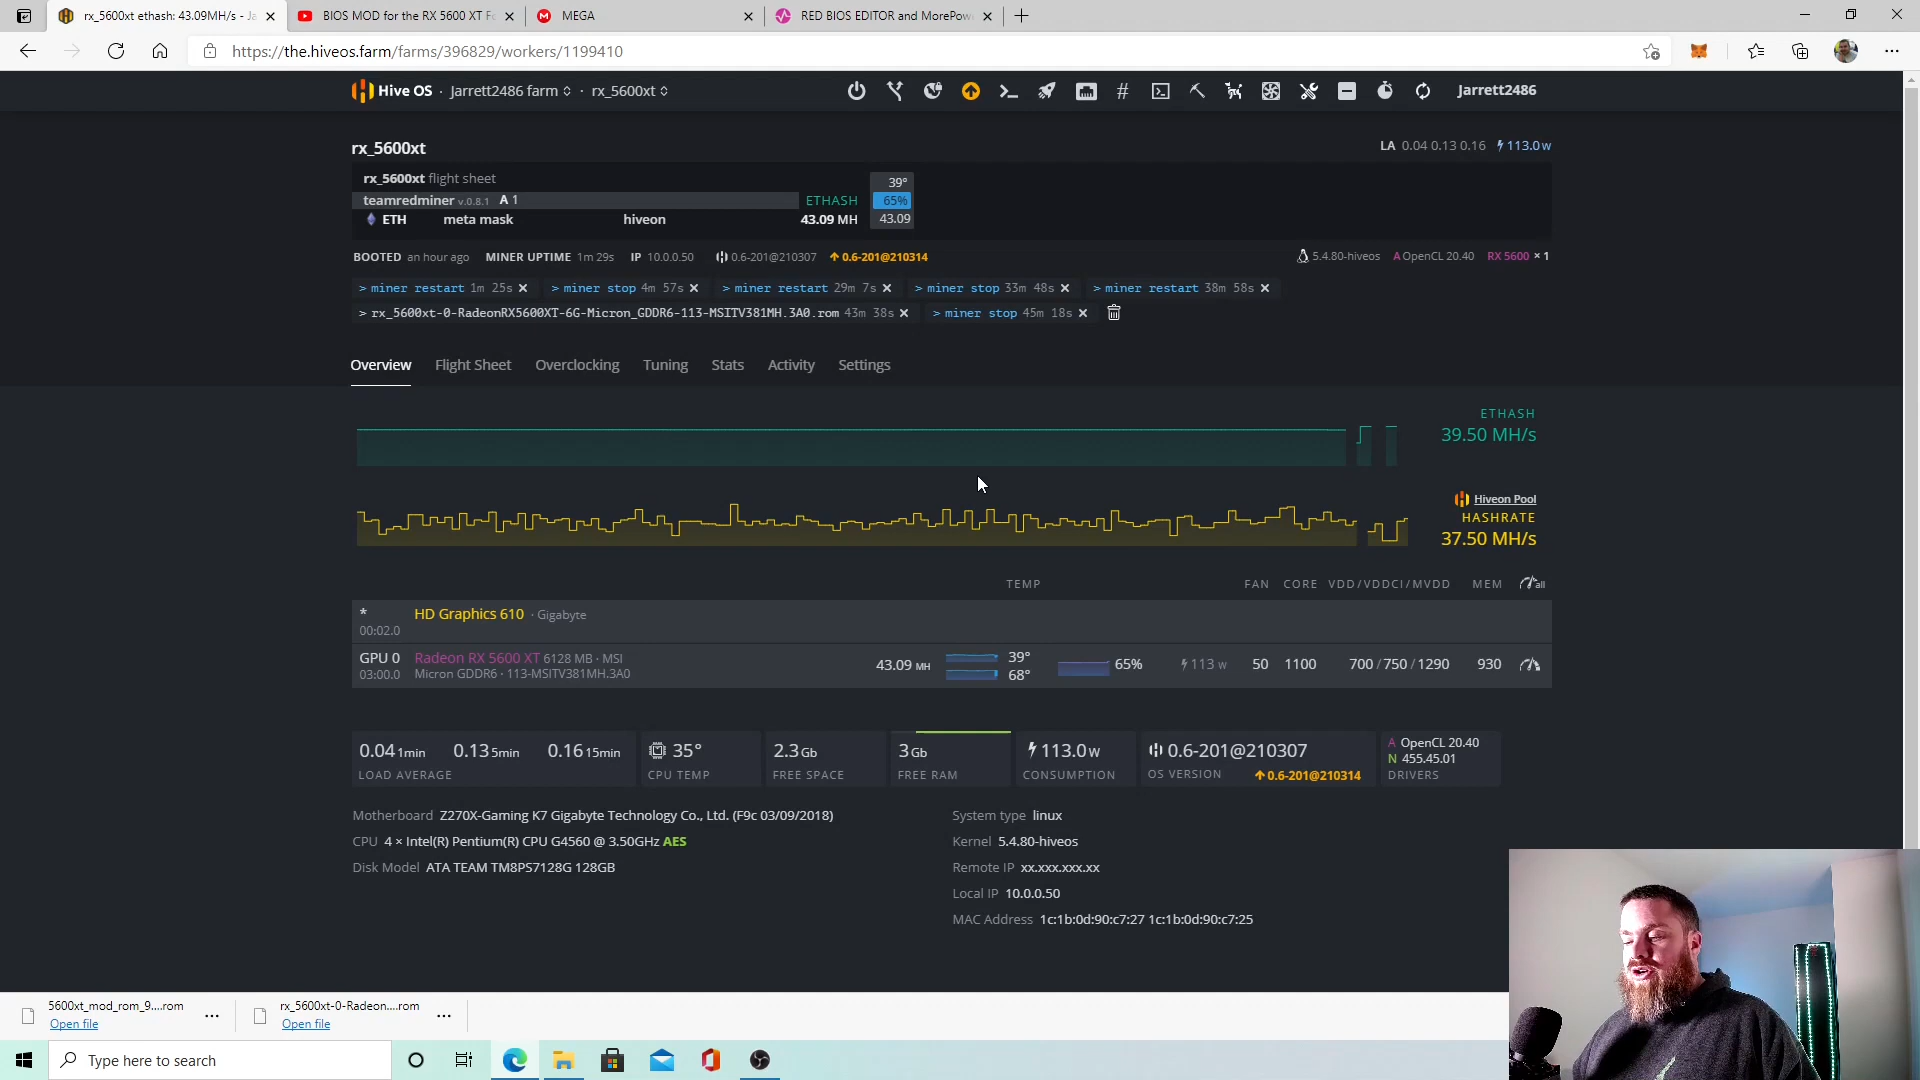 rx_5600xt ethash: 43.09MH/s - Ja
BIOS MOD for the RX 5600 XT Fo
MEGA
RED BIOS EDITOR and MorePowe
https://the.hiveos.farm/farms/396829/workers/1199410
Hive OS · Jarrett2486 farm · rx_5600xt
Jarrett2486
rx_5600xt
LA 0.04 0.13 0.16 113.0 w
rx_5600xt flight sheet
39°
teamredminer v.0.8.1 A 1 ETHASH 65%
ETH meta mask hiveon 43.09 MH 43.09
BOOTED an hour ago MINER UPTIME 1m 29s IP 10.0.0.50 0.6-201@210307 0.6-201@210314 5.4.80-hiveos A OpenCL 20.40 RX 5600 × 1
> miner restart 1m 25s × > miner stop 4m 57s × > miner restart 29m 7s × > miner stop 33m 48s × > miner restart 38m 58s ×
> rx_5600xt-0-RadeonRX5600XT-6G-Micron_GDDR6-113-MSITV381MH.3A0.rom 43m 38s × > miner stop 45m 18s ×
Overview Flight Sheet Overclocking Tuning Stats Activity Settings
ETHASH
39.50 MH/s
Hiveon Pool
HASHRATE
37.50 MH/s
TEMP FAN CORE VDD/VDDCI/MVDD MEM all
* HD Graphics 610 · Gigabyte
00:02.0
GPU 0 Radeon RX 5600 XT 6128 MB · MSI 43.09 MH 39° 65% 113 w 50 1100 700 / 750 / 1290 930
03:00.0 Micron GDDR6 · 113-MSITV381MH.3A0 68°
0.04 1min 0.13 5min 0.16 15min
LOAD AVERAGE
35°
CPU TEMP
2.3 Gb
FREE SPACE
3 Gb
FREE RAM
113.0 w
CONSUMPTION
0.6-201@210307
OS VERSION 0.6-201@210314
A OpenCL 20.40
N 455.45.01
DRIVERS
Motherboard Z270X-Gaming K7 Gigabyte Technology Co., Ltd. (F9c 03/09/2018)
CPU 4 × Intel(R) Pentium(R) CPU G4560 @ 3.50GHz AES
Disk Model ATA TEAM TM8PS7128G 128GB
System type linux
Kernel 5.4.80-hiveos
Remote IP xx.xxx.xxx.xx
Local IP 10.0.0.50
MAC Address 1c:1b:0d:90:c7:27 1c:1b:0d:90:c7:25
5600xt_mod_rom_9....rom
Open file
rx_5600xt-0-Radeon....rom
Open file
Type here to search